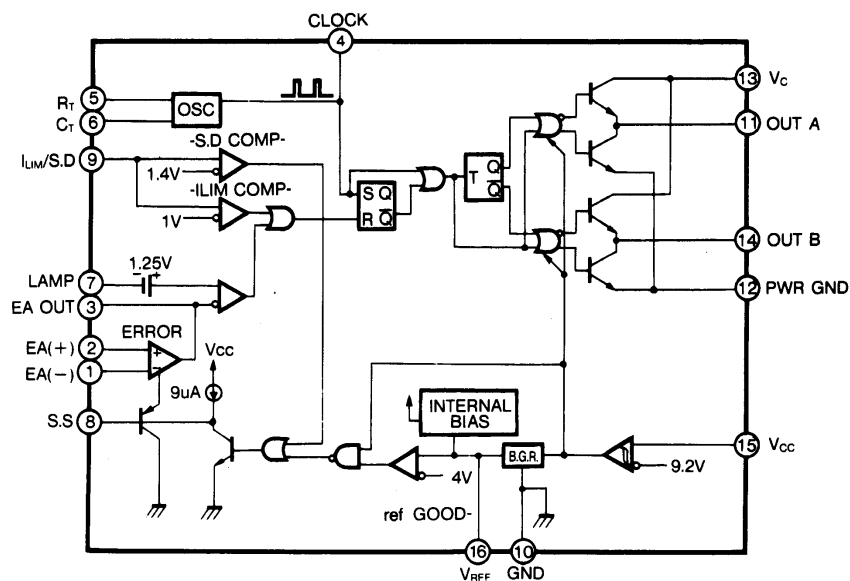 CLOCK
4
5
RT
6
CT
OSC
13
VC
11
OUT A
9
ILIM/S.D
-S.D COMP-
1.4V
-ILIM COMP-
1V
S Q
R Q̅
T
Q
Q̅
14
OUT B
12
PWR GND
LAMP
7
1.25V
- +
EA OUT
3
ERROR
EA(+)
2
+
EA(−)
1
−
Vcc
9uA
S.S
8
INTERNAL
BIAS
B.G.R.
4V
9.2V
15
Vcc
ref GOOD-
16
10
VREF
GND